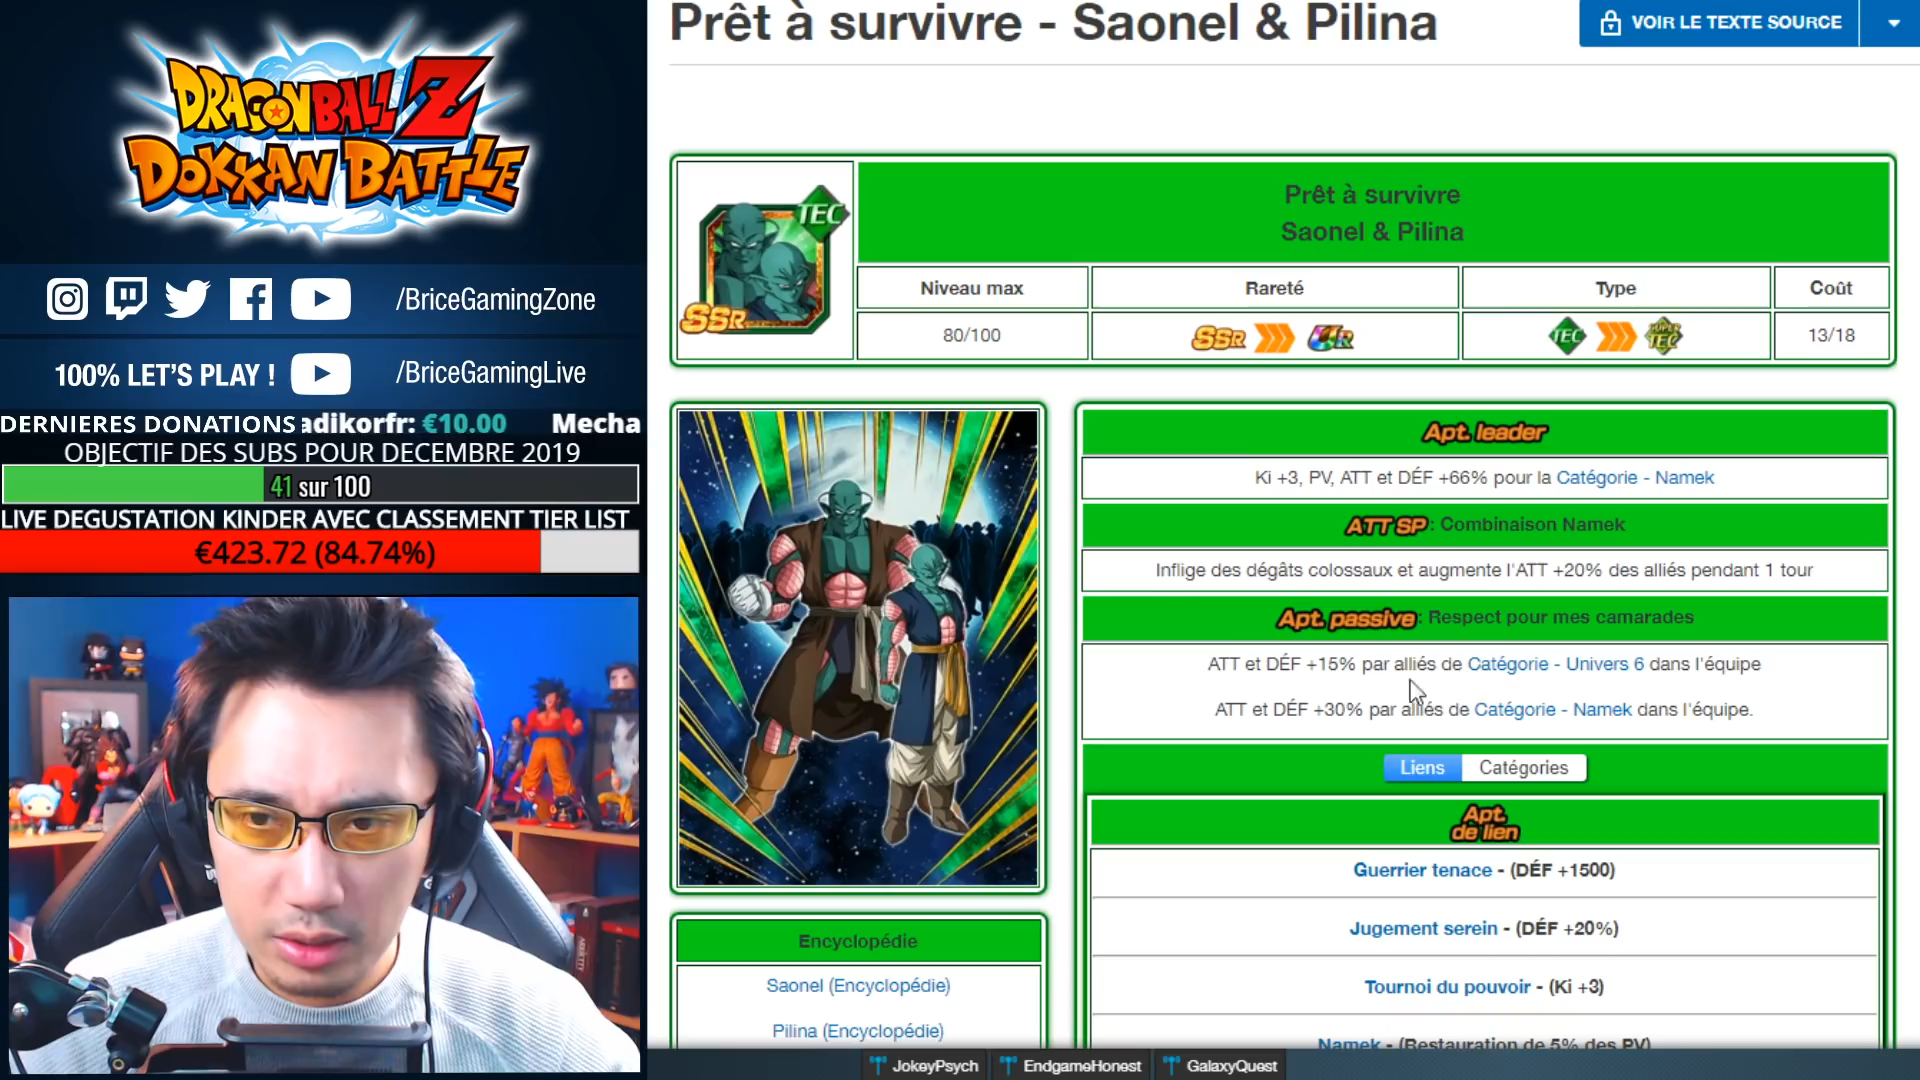 DRAGON BALL Z
DOKKAN BATTLE
/BriceGamingZone
100% LET'S PLAY !
/BriceGamingLive
DERNIERES DONATIONS adikorfr: €10.00 Mecha
OBJECTIF DES SUBS POUR DECEMBRE 2019
41 sur 100
LIVE DEGUSTATION KINDER AVEC CLASSEMENT TIER LIST
€423.72 (84.74%)
Prêt à survivre - Saonel & Pilina
VOIR LE TEXTE SOURCE
TEC
SSR
Prêt à survivre
Saonel & Pilina
Niveau max
Rareté
Type
Coût
80/100
SSR
UR
TEC
SUPER TEC
13/18
Apt. leader
Ki +3, PV, ATT et DÉF +66% pour la Catégorie - Namek
ATT SP : Combinaison Namek
Inflige des dégâts colossaux et augmente l'ATT +20% des alliés pendant 1 tour
Apt. passive : Respect pour mes camarades
ATT et DÉF +15% par alliés de Catégorie - Univers 6 dans l'équipe
ATT et DÉF +30% par alliés de Catégorie - Namek dans l'équipe.
Liens
Catégories
Apt.
de lien
Guerrier tenace - (DÉF +1500)
Jugement serein - (DÉF +20%)
Tournoi du pouvoir - (Ki +3)
Namek - (Restauration de 5% des PV)
Encyclopédie
Saonel (Encyclopédie)
Pilina (Encyclopédie)
JokeyPsych
EndgameHonest
GalaxyQuest